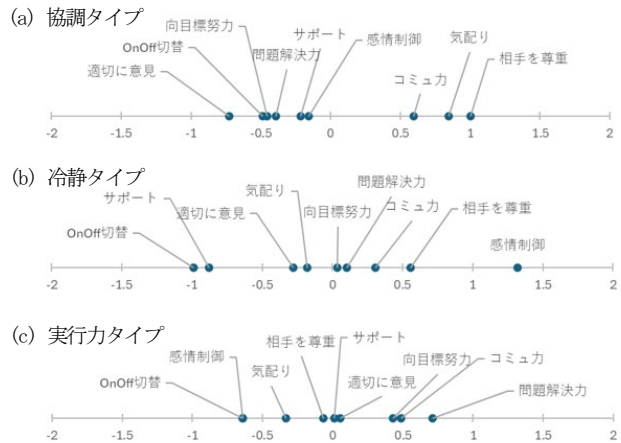 (a) 協調タイプ
向目標努力
サポート
OnOff切替
問題解決力
感情制御
気配り
適切に意見
相手を尊重
コミュ力
-2 -1.5 -1 -0.5 0 0.5 1 1.5 2
(b) 冷静タイプ
問題解決力
サポート
気配り
適切に意見
向目標努力
コミュ力
相手を尊重
OnOff切替
感情制御
-2 -1.5 -1 -0.5 0 0.5 1 1.5 2
(c) 実行力タイプ
相手を尊重
サポート
感情制御
気配り
向目標努力
コミュ力
OnOff切替
適切に意見
問題解決力
-2 -1.5 -1 -0.5 0 0.5 1 1.5 2